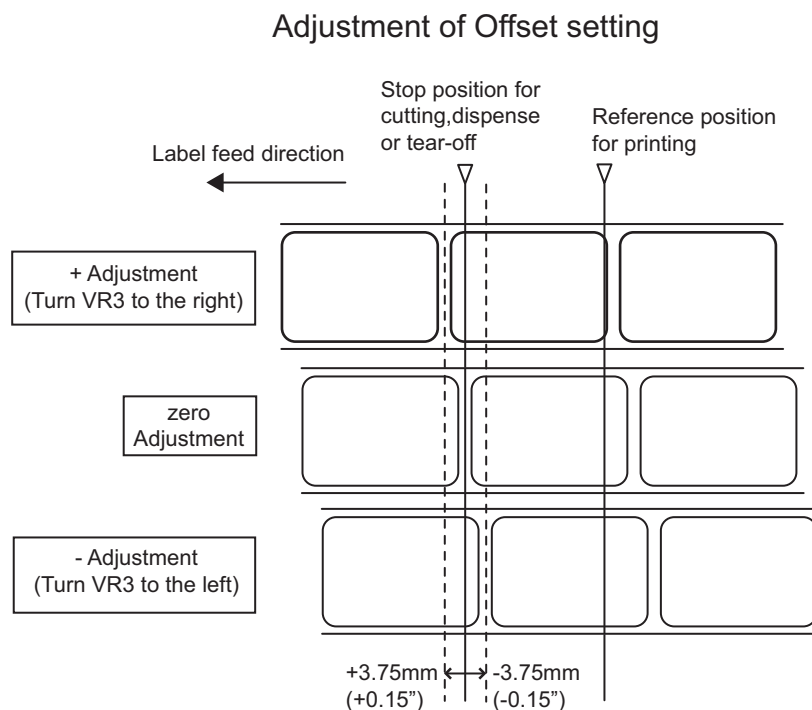 Adjustment of Offset setting
Stop position for
cutting,dispense
or tear-off
Reference position
for printing
Label feed direction
+ Adjustment
(Turn VR3 to the right)
zero
Adjustment
- Adjustment
(Turn VR3 to the left)
+3.75mm
(+0.15”)
-3.75mm
(-0.15”)